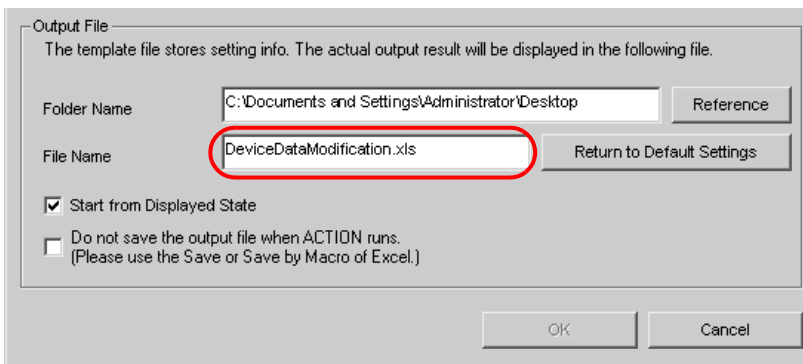 Output File
The template file stores setting info. The actual output result will be displayed in the following file.
Folder Name
C:\Documents and Settings\Administrator\Desktop
Reference
File Name
DeviceDataModification.xls
Return to Default Settings
Start from Displayed State
Do not save the output file when ACTION runs.
(Please use the Save or Save by Macro of Excel.)
OK
Cancel